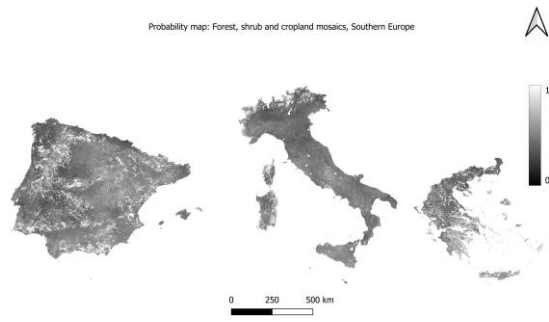 Probability map: Forest, shrub and cropland mosaics, Southern Europe
1
0
0 250 500 km